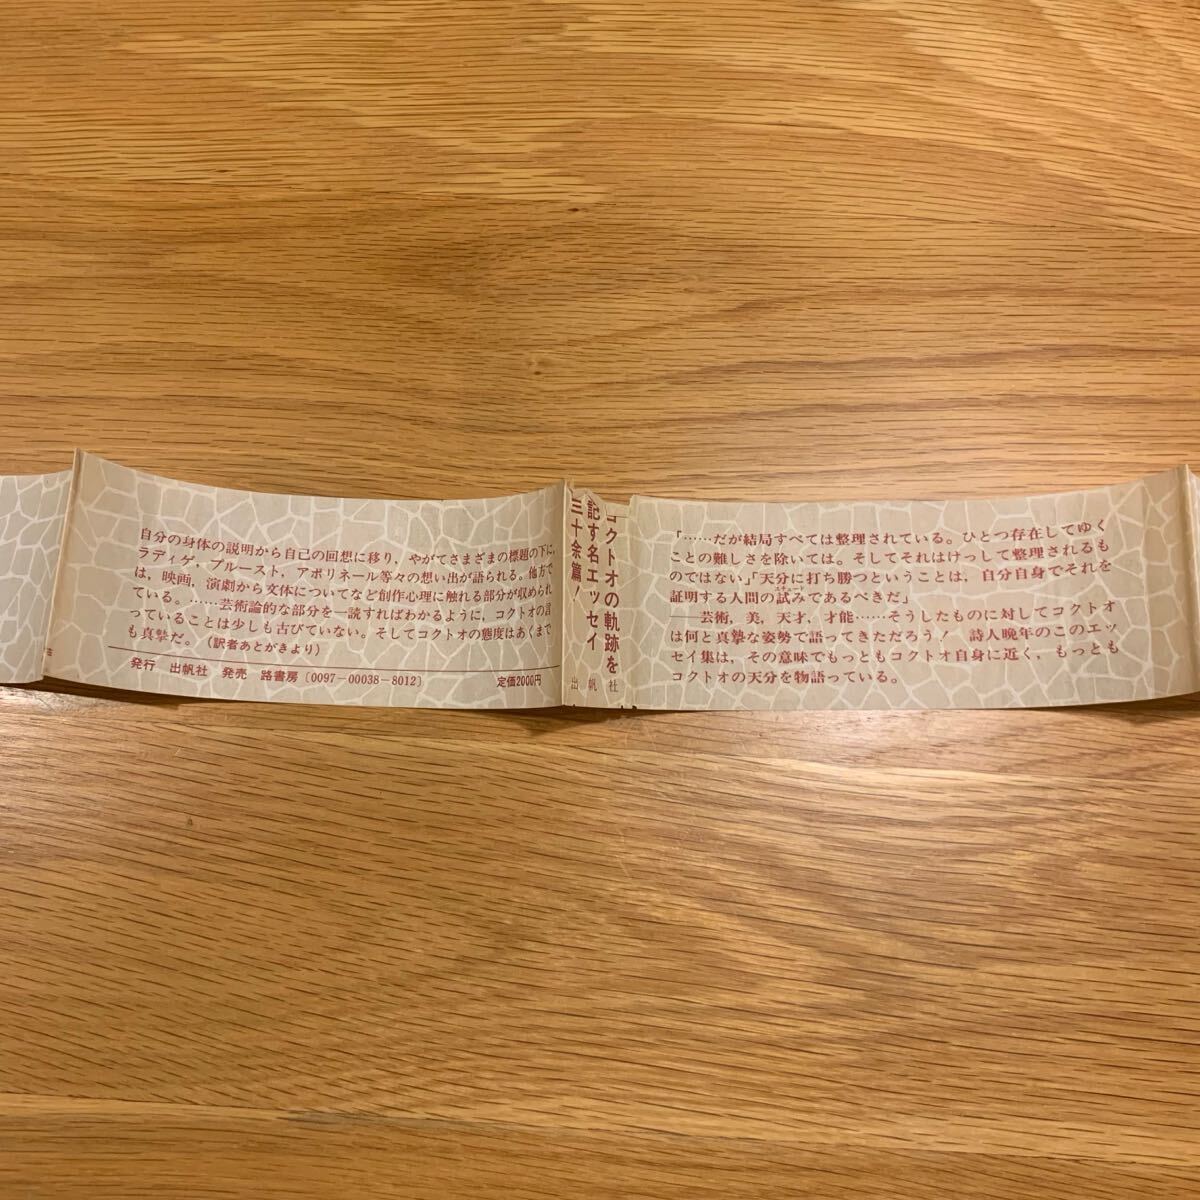 自分の身体の説明から自己の回想に移り，やがてさまざまの標題の下に，
ラディゲ，プルースト，アポリネール等々の想い出が語られる。他方で
は，映画，演劇から文体についてなど創作心理に触れる部分が収められ
ている。……芸術論的な部分を一読すればわかるように，コクトオの言
っていることは少しも古びていない。そしてコクトオの態度はあくまで
も真摯だ。（訳者あとがきより）
発行　出帆社　発売　路書房〔0097-00038-8012〕
定価2000円
コクトオの軌跡を
記す名エッセイ
三十余篇！
出帆社
「……だが結局すべては整理されている。ひとつ存在してゆく
ことの難しさを除いては。そしてそれはけっして整理されるも
のではない」「天分に打ち勝つということは，自分自身でそれを
証明する人間の試みであるべきだ」
――芸術，美，天才，才能……そうしたものに対してコクトオ
は何と真摯な姿勢で語ってきただろう！　詩人晩年のこのエッ
セイ集は，その意味でもっともコクトオ自身に近く，もっとも
コクトオの天分を物語っている。